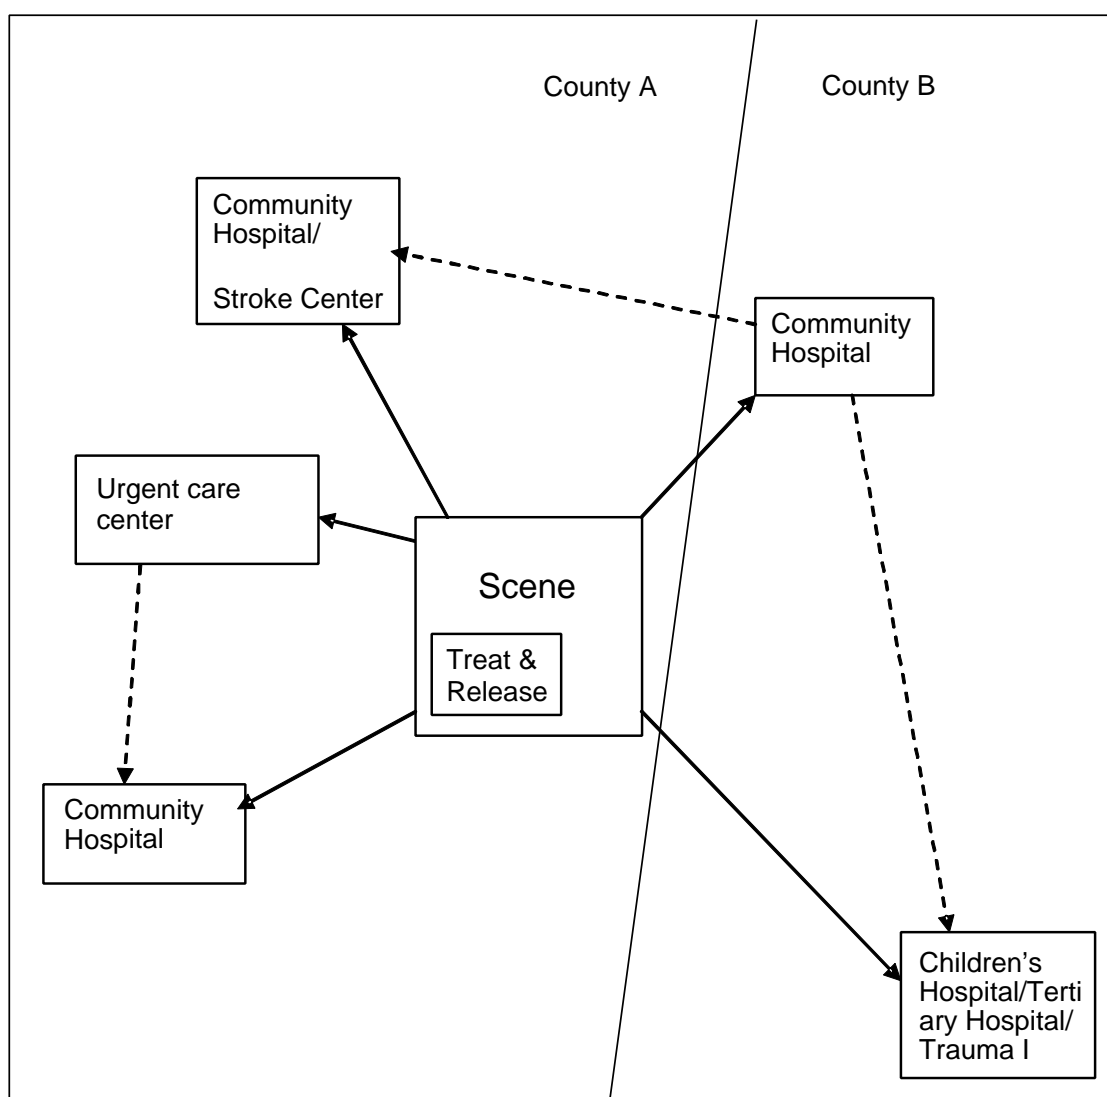 County A
County B
Community
Hospital/
Stroke Center
Community
Hospital
Urgent care
center
Scene
Treat &
Release
Community
Hospital
Children’s
Hospital/Terti
ary Hospital/
Trauma I